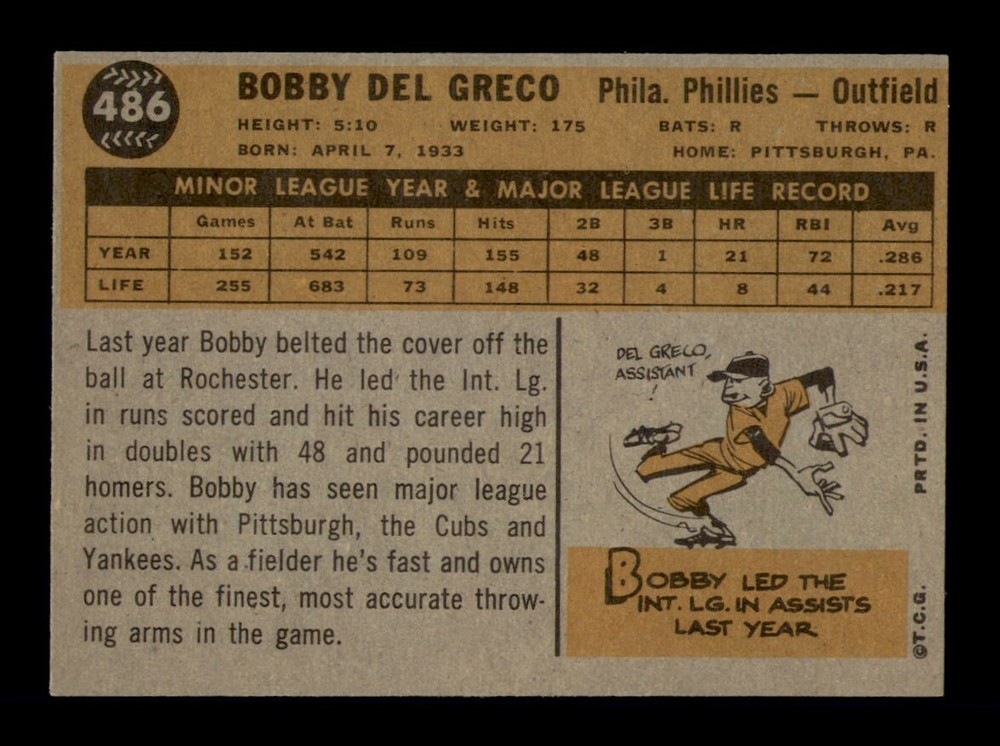 486
BOBBY DEL GRECO Phila. Phillies — Outfield
HEIGHT: 5:10 WEIGHT: 175 BATS: R THROWS: R
BORN: APRIL 7, 1933 HOME: PITTSBURGH, PA.
MINOR LEAGUE YEAR & MAJOR LEAGUE LIFE RECORD
Games At Bat Runs Hits 2B 3B HR RBI Avg
YEAR 152 542 109 155 48 1 21 72 .286
LIFE 255 683 73 148 32 4 8 44 .217
Last year Bobby belted the cover off the
ball at Rochester. He led the Int. Lg.
in runs scored and hit his career high
in doubles with 48 and pounded 21
homers. Bobby has seen major league
action with Pittsburgh, the Cubs and
Yankees. As a fielder he's fast and owns
one of the finest, most accurate throw-
ing arms in the game.
DEL GRECO,
ASSISTANT
!
BOBBY LED THE
INT. LG. IN ASSISTS
LAST YEAR
©T.C.G. PRTD. IN U.S.A.